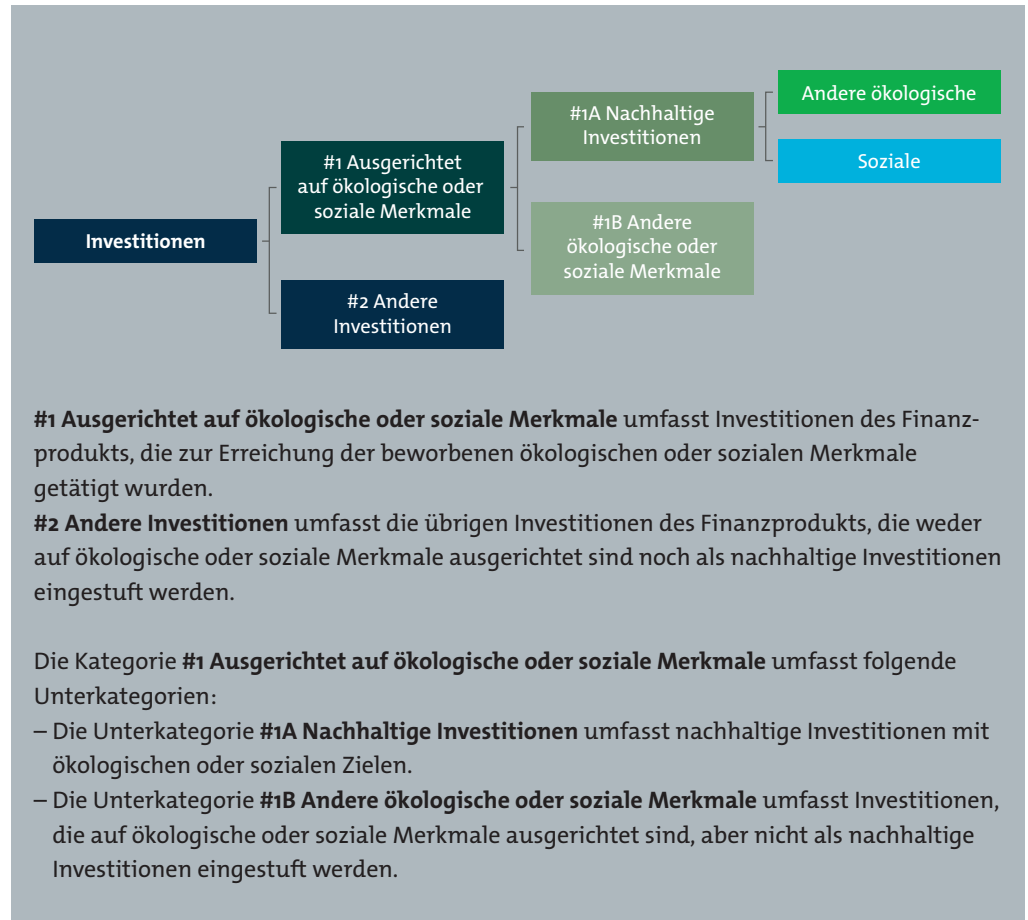 Andere ökologische
#1A Nachhaltige
Investitionen
Soziale
#1 Ausgerichtet
auf ökologische oder
soziale Merkmale
#1B Andere
ökologische oder
soziale Merkmale
Investitionen
#2 Andere
Investitionen
#1 Ausgerichtet auf ökologische oder soziale Merkmale umfasst Investitionen des Finanz-
produkts, die zur Erreichung der beworbenen ökologischen oder sozialen Merkmale
getätigt wurden.
#2 Andere Investitionen umfasst die übrigen Investitionen des Finanzprodukts, die weder
auf ökologische oder soziale Merkmale ausgerichtet sind noch als nachhaltige Investitionen
eingestuft werden.
Die Kategorie #1 Ausgerichtet auf ökologische oder soziale Merkmale umfasst folgende
Unterkategorien:
– Die Unterkategorie #1A Nachhaltige Investitionen umfasst nachhaltige Investitionen mit
ökologischen oder sozialen Zielen.
– Die Unterkategorie #1B Andere ökologische oder soziale Merkmale umfasst Investitionen,
die auf ökologische oder soziale Merkmale ausgerichtet sind, aber nicht als nachhaltige
Investitionen eingestuft werden.